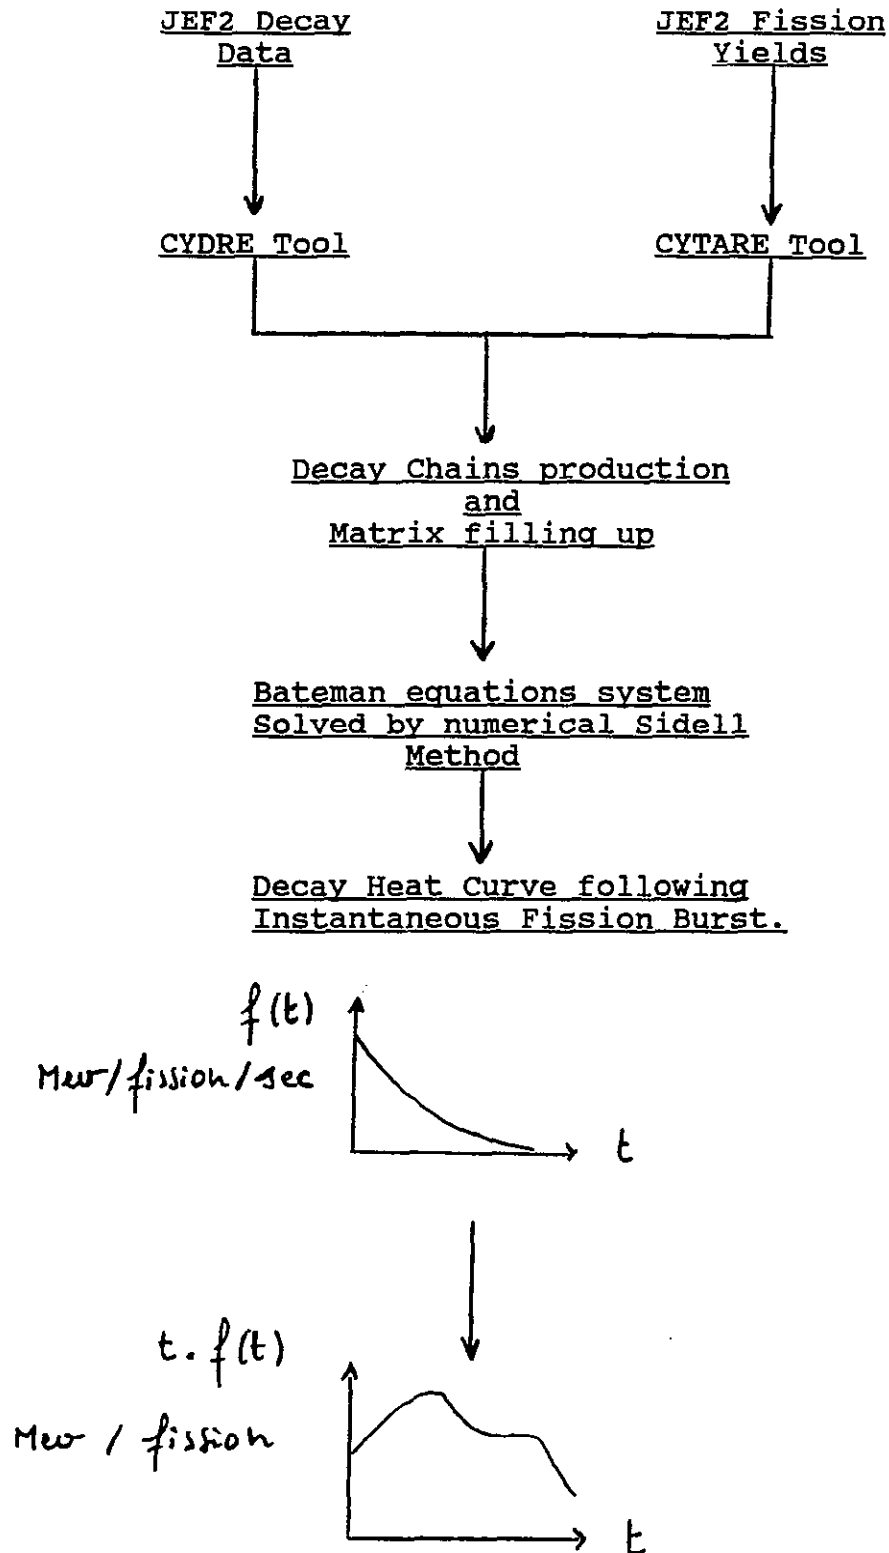 JEF2 Decay
Data
JEF2 Fission
Yields
CYDRE Tool
CYTARE Tool
Decay Chains production
and
Matrix filling up
Bateman equations system
Solved by numerical Sidell
Method
Decay Heat Curve following
Instantaneous Fission Burst.
f(t)
Mev/fission/sec
t
t. f(t)
Mev / fission
t